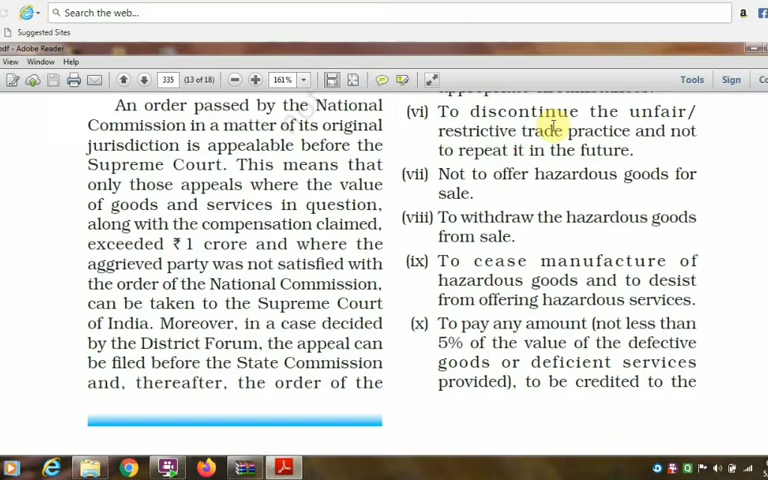 Search the web...
Suggested Sites
pdf - Adobe Reader
View Window Help
335 (13 of 18) 161% Tools Sign
An order passed by the National
Commission in a matter of its original
jurisdiction is appealable before the
Supreme Court. This means that
only those appeals where the value
of goods and services in question,
along with the compensation claimed,
exceeded ₹1 crore and where the
aggrieved party was not satisfied with
the order of the National Commission,
can be taken to the Supreme Court
of India. Moreover, in a case decided
by the District Forum, the appeal can
be filed before the State Commission
and, thereafter, the order of the
(vi) To discontinue the unfair/
restrictive trade practice and not
to repeat it in the future.
(vii) Not to offer hazardous goods for
sale.
(viii) To withdraw the hazardous goods
from sale.
(ix) To cease manufacture of
hazardous goods and to desist
from offering hazardous services.
(x) To pay any amount (not less than
5% of the value of the defective
goods or deficient services
provided), to be credited to the